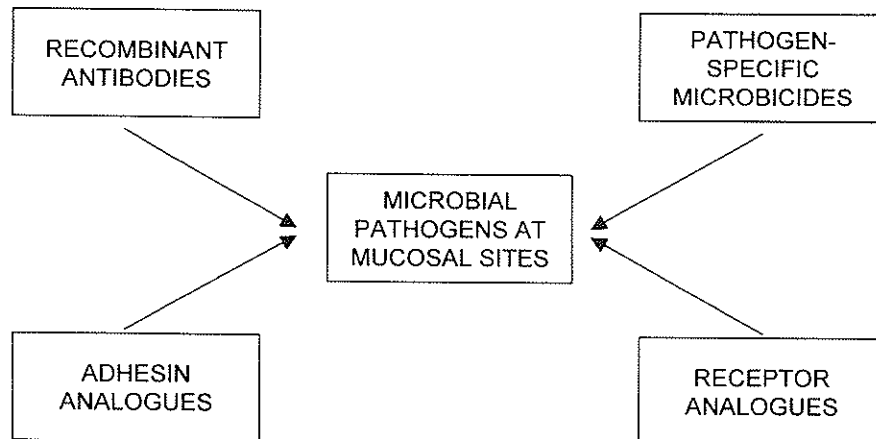 RECOMBINANT
ANTIBODIES
PATHOGEN-
SPECIFIC
MICROBICIDES
MICROBIAL
PATHOGENS AT
MUCOSAL SITES
ADHESIN
ANALOGUES
RECEPTOR
ANALOGUES